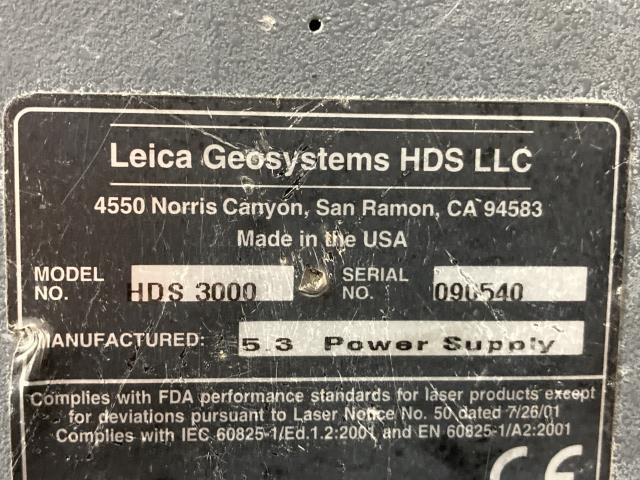 Leica Geosystems HDS LLC
4550 Norris Canyon, San Ramon, CA 94583
Made in the USA
MODEL NO. HDS 3000 SERIAL NO. 090540
MANUFACTURED: 5.3 Power Supply
Complies with FDA performance standards for laser products except
for deviations pursuant to Laser Notice No. 50 dated 7/26/01
Complies with IEC 60825-1/Ed.1.2:2001 and EN 60825-1/A2:2001
CE